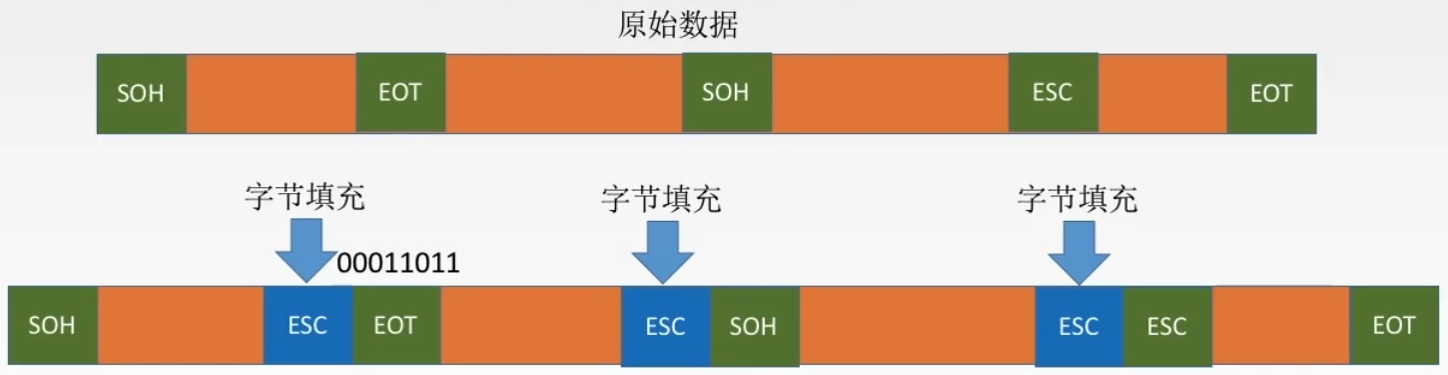 原始数据
SOH EOT SOH ESC EOT
字节填充 字节填充 字节填充
00011011
SOH ESC EOT ESC SOH ESC ESC EOT